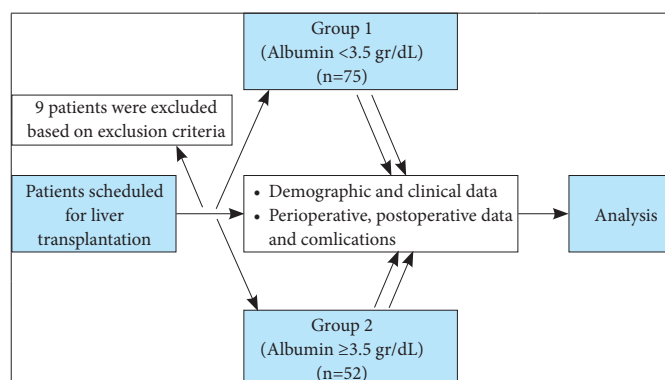 Group 1
(Albumin <3.5 gr/dL)
(n=75)
9 patients were excluded
based on exclusion criteria
Patients scheduled
for liver
transplantation
• Demographic and clinical data
• Perioperative, postoperative data
and comlications
Analysis
Group 2
(Albumin ≥3.5 gr/dL)
(n=52)